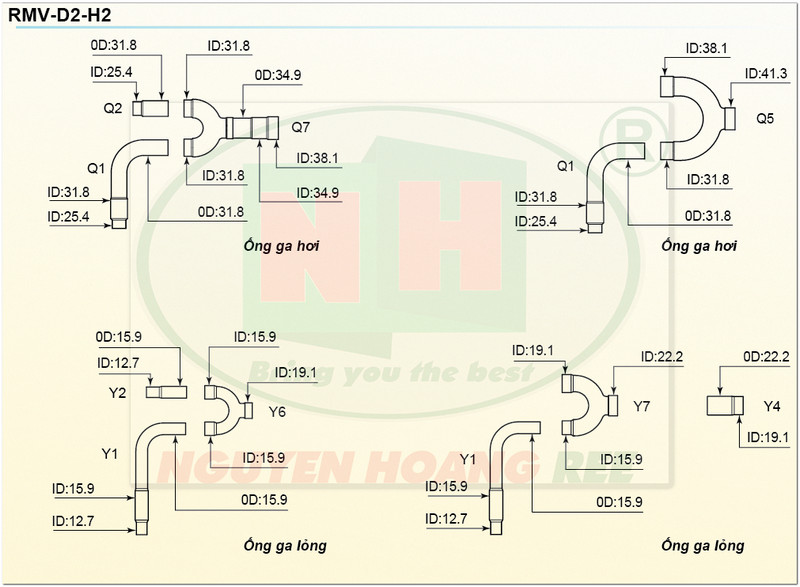 RMV-D2-H2
0D:31.8
ID:31.8
ID:25.4
0D:34.9
Q2
Q7
Q1
ID:38.1
ID:31.8
ID:31.8
ID:34.9
ID:25.4
0D:31.8
Ống ga hơi
ID:38.1
ID:41.3
Q5
Q1
ID:31.8
ID:31.8
ID:25.4
0D:31.8
Ống ga hơi
®
NH
Bring you the best
NGUYEN HOANG REE
0D:15.9
ID:15.9
ID:12.7
ID:19.1
Y2
Y6
Y1
ID:15.9
ID:15.9
0D:15.9
ID:12.7
Ống ga lỏng
ID:19.1
ID:22.2
0D:22.2
Y7
Y4
ID:19.1
Y1
ID:15.9
ID:15.9
0D:15.9
ID:12.7
Ống ga lỏng